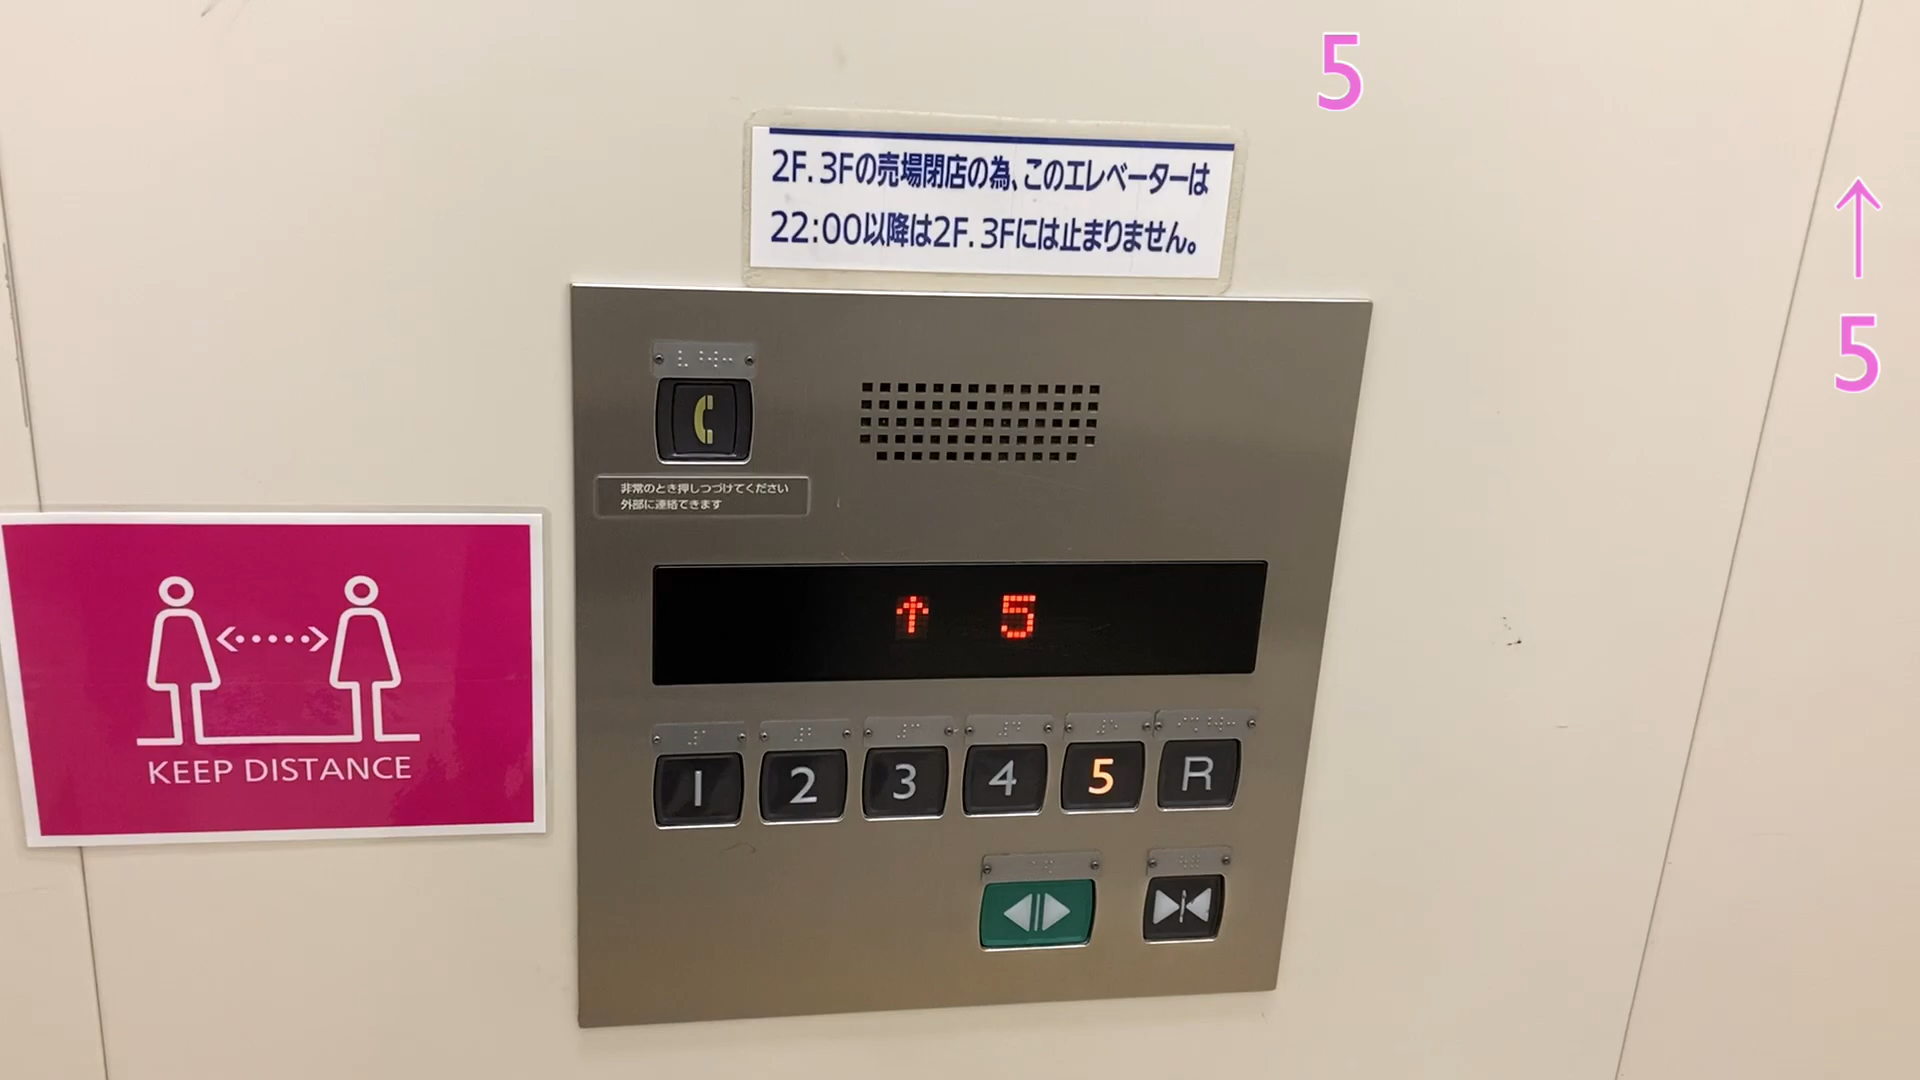 5
2F.3Fの売場閉店の為、このエレベーターは
22:00以降は2F.3Fには止まりません。
↑
5
非常のとき押しつづけてください
外部に連絡できます
↑ 5
KEEP DISTANCE
1 2 3 4 5 R